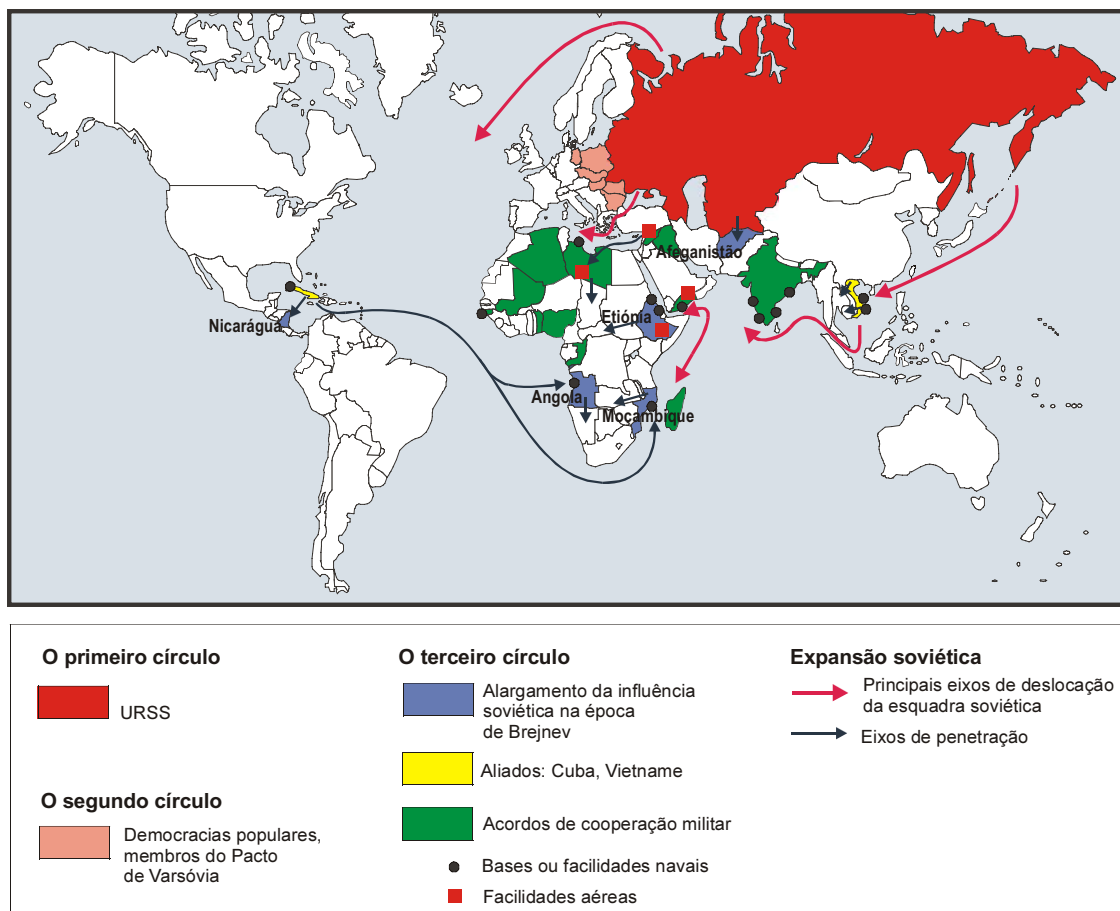 Afeganistão
Nicarágua
Etiópia
Angola
Moçambique
O primeiro círculo
URSS
O segundo círculo
Democracias populares,
membros do Pacto
de Varsóvia
O terceiro círculo
Alargamento da influência
soviética na época
de Brejnev
Aliados: Cuba, Vietname
Acordos de cooperação militar
Bases ou facilidades navais
Facilidades aéreas
Expansão soviética
Principais eixos de deslocação
da esquadra soviética
Eixos de penetração